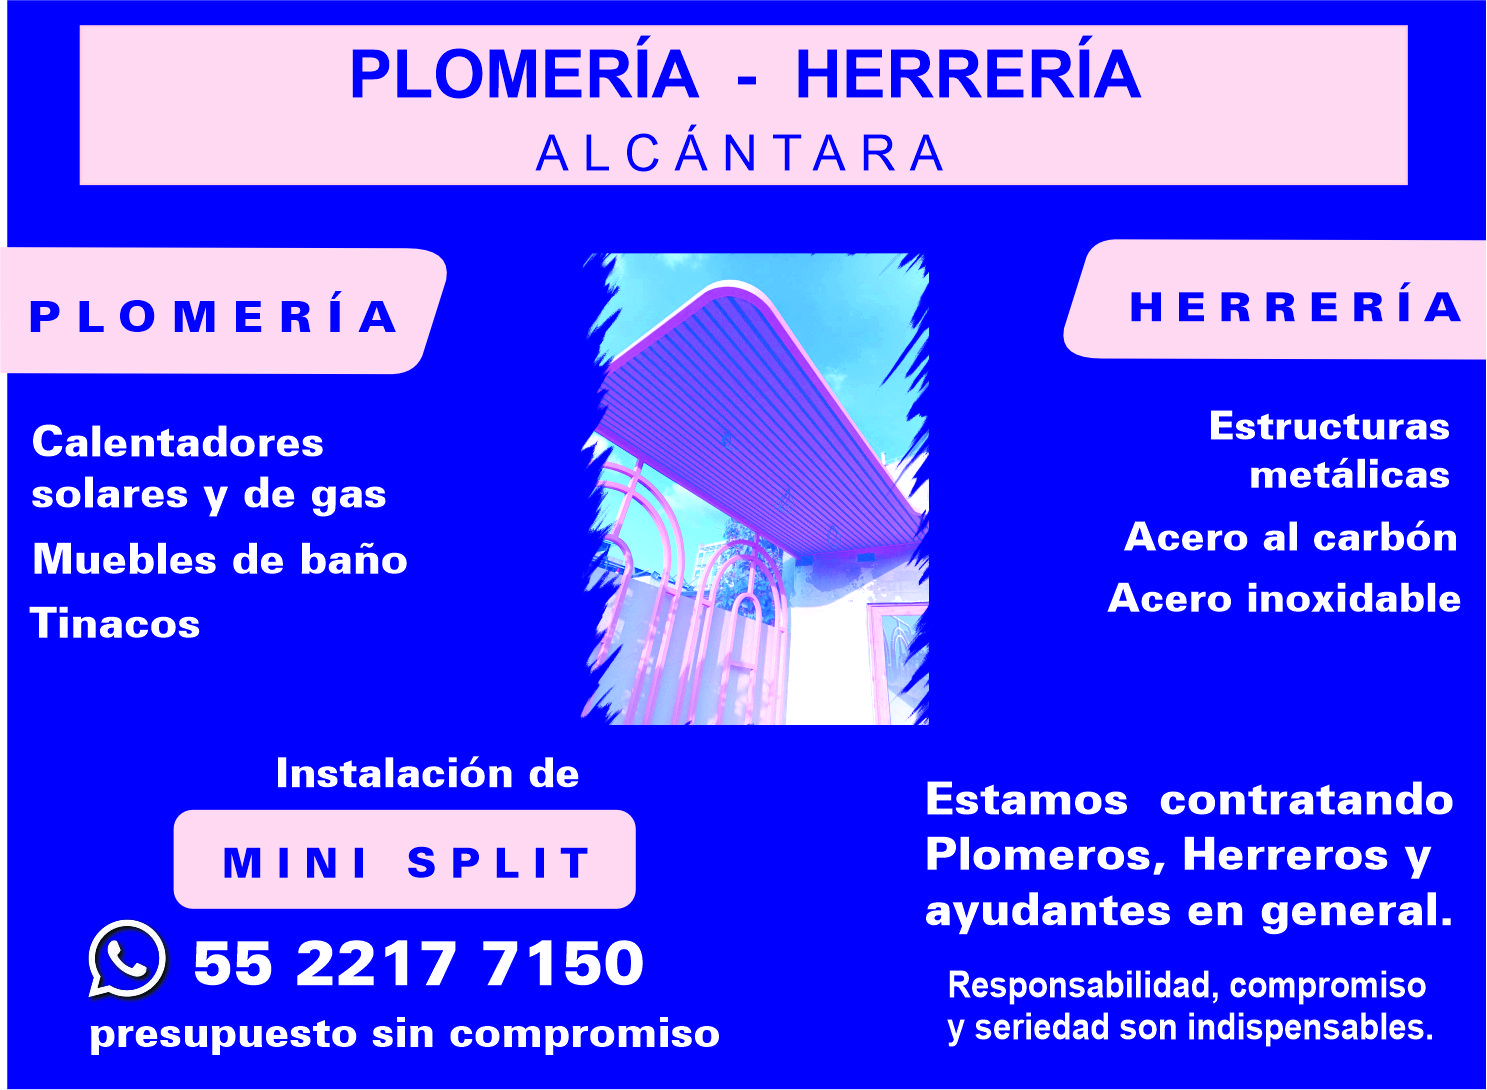 PLOMERÍA - HERRERÍA
ALCÁNTARA
PLOMERÍA
Calentadores
solares y de gas
Muebles de baño
Tinacos
HERRERÍA
Estructuras
metálicas
Acero al carbón
Acero inoxidable
Instalación de
MINI SPLIT
55 2217 7150
presupuesto sin compromiso
Estamos contratando
Plomeros, Herreros y
ayudantes en general.
Responsabilidad, compromiso
y seriedad son indispensables.